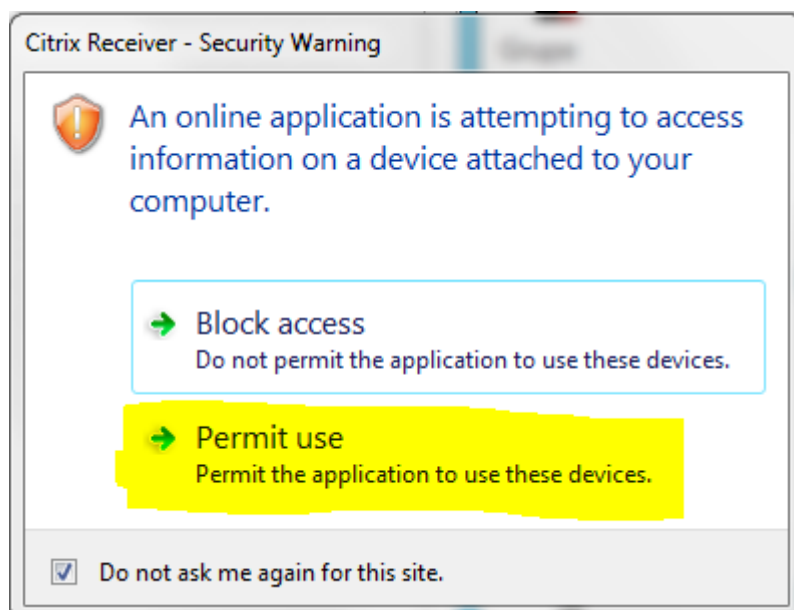 Citrix Receiver - Security Warning
An online application is attempting to access
information on a device attached to your
computer.
Block access
Do not permit the application to use these devices.
Permit use
Permit the application to use these devices.
Do not ask me again for this site.